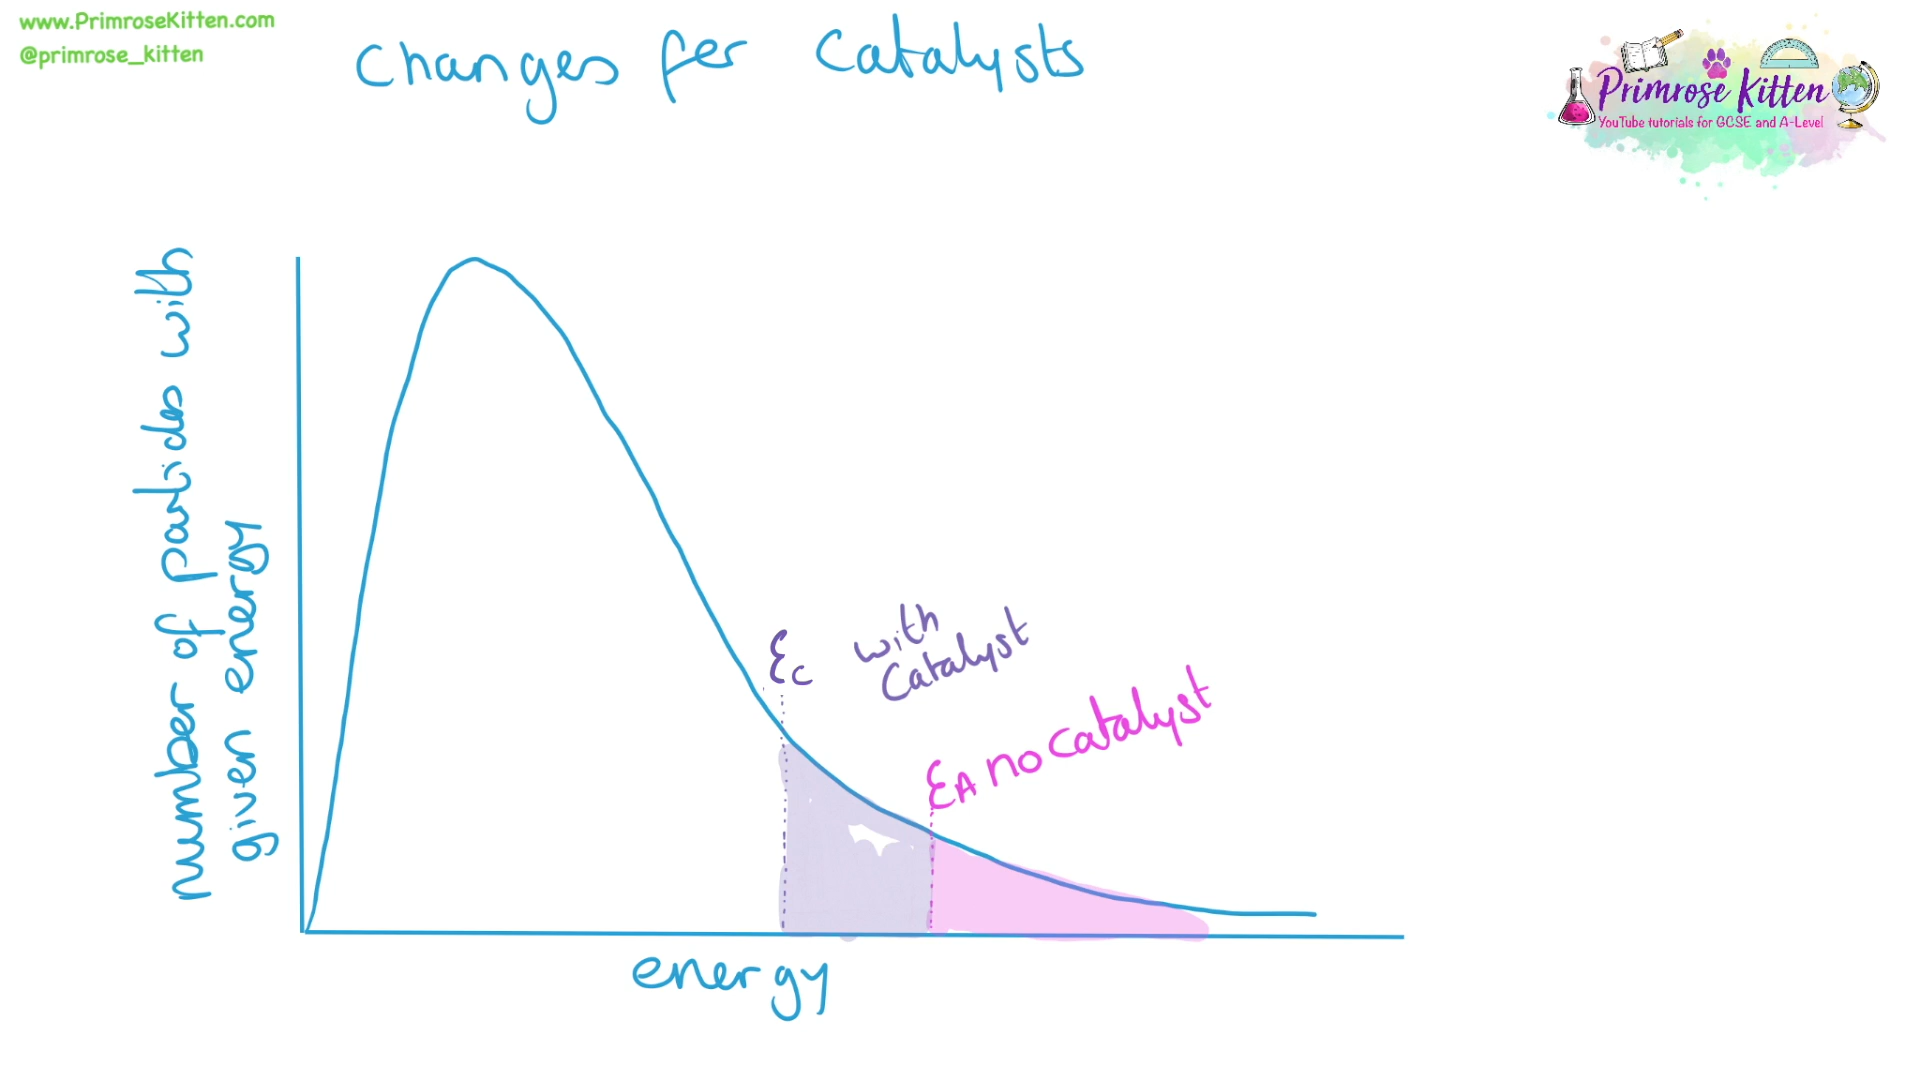 www.PrimroseKitten.com
@primrose_kitten
Changes for Catalysts
Primrose Kitten
YouTube tutorials for GCSE and A-Level
number of particles with
given energy
Ec with
Catalyst
EA no catalyst
energy